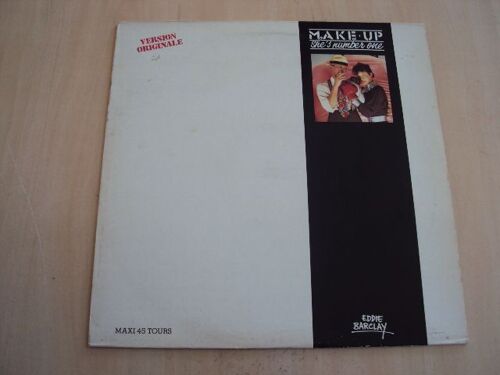 VERSION
ORIGINALE
MAKE·UP
she's number one
MAXI 45 TOURS
EDDIE
BARCLAY